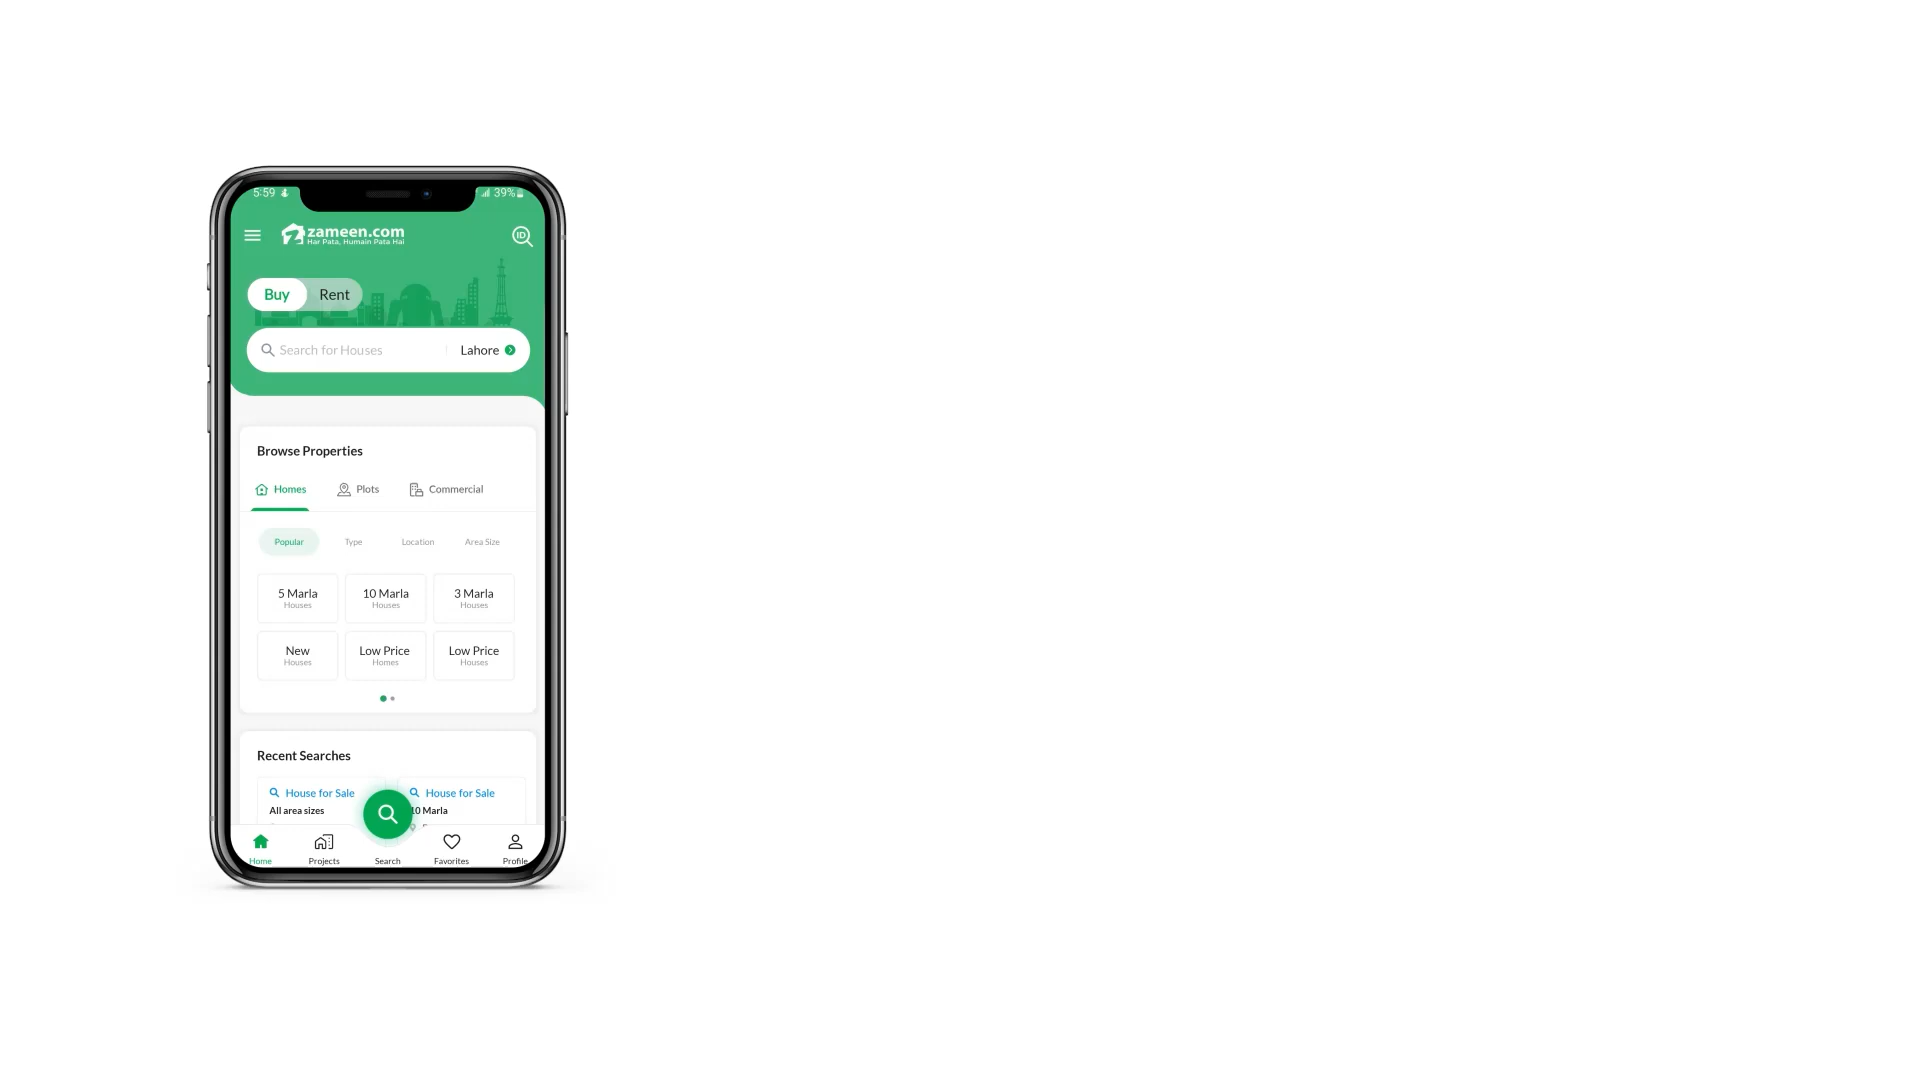 5:59
39%
zameen.com
Har Pata, Humain Pata Hai
ID
Buy Rent
Search for Houses Lahore
Browse Properties
Homes Plots Commercial
Popular Type Location Area Size
5 Marla 10 Marla 3 Marla
Houses Houses Houses
New Low Price Low Price
Houses Homes Houses
Recent Searches
House for Sale House for Sale
All area sizes 10 Marla
Home Projects Search Favorites Profile